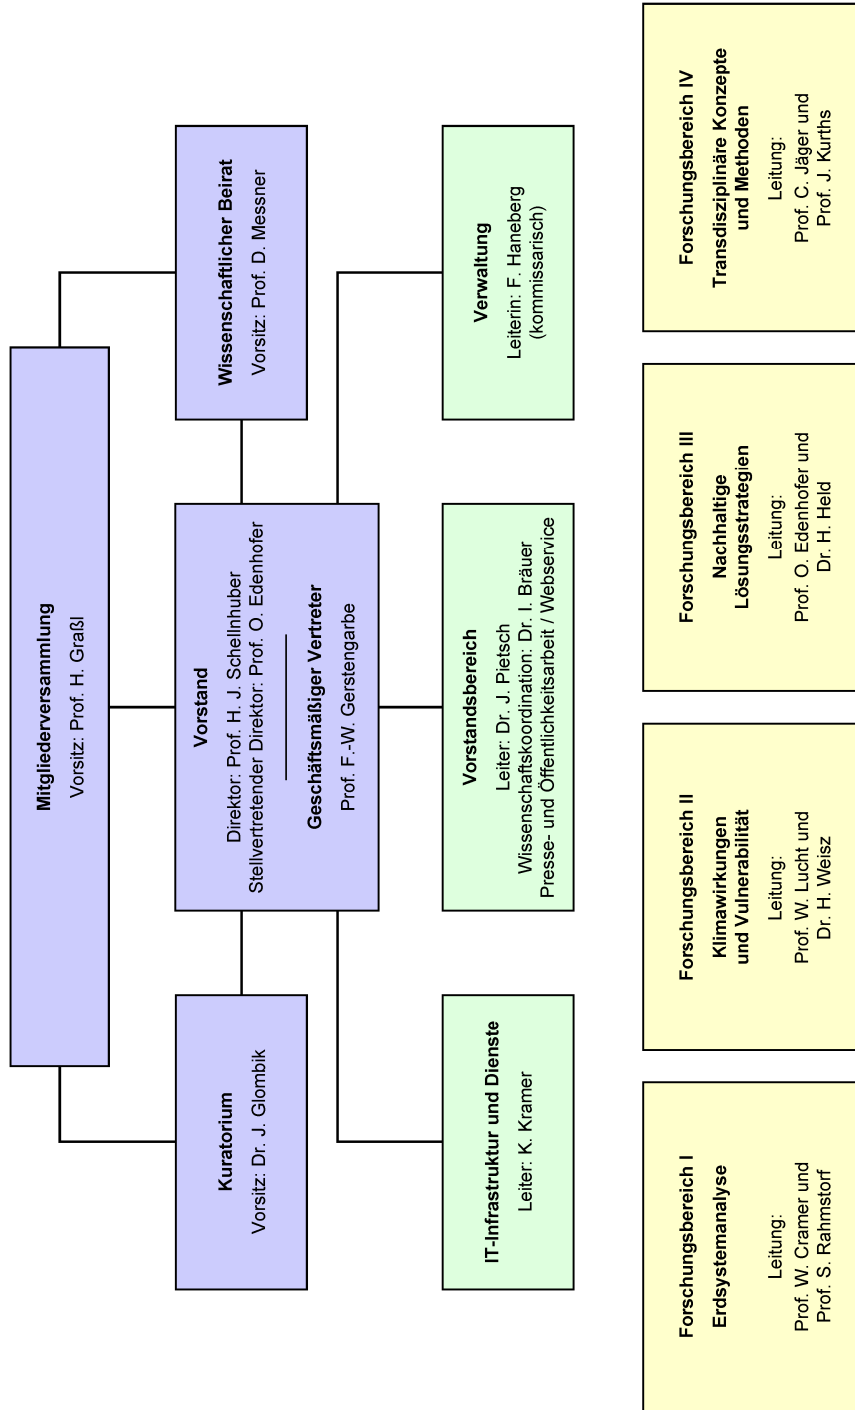 Mitgliederversammlung
Vorsitz: Prof. H. Graßl
Kuratorium
Vorsitz: Dr. J. Glombik
Vorstand
Direktor: Prof. H. J. Schellnhuber
Stellvertretender Direktor: Prof. O. Edenhofer
Geschäftsmäßiger Vertreter
Prof. F.-W. Gerstengarbe
Wissenschaftlicher Beirat
Vorsitz: Prof. D. Messner
IT-Infrastruktur und Dienste
Leiter: K. Kramer
Vorstandsbereich
Leiter: Dr. J. Pietsch
Wissenschaftskoordination: Dr. I. Bräuer
Presse- und Öffentlichkeitsarbeit / Webservice
Verwaltung
Leiterin: F. Haneberg
(kommissarisch)
Forschungsbereich I
Erdsystemanalyse
Leitung:
Prof. W. Cramer und
Prof. S. Rahmstorf
Forschungsbereich II
Klimawirkungen
und Vulnerabilität
Leitung:
Prof. W. Lucht und
Dr. H. Weisz
Forschungsbereich III
Nachhaltige
Lösungsstrategien
Leitung:
Prof. O. Edenhofer und
Dr. H. Held
Forschungsbereich IV
Transdisziplinäre Konzepte
und Methoden
Leitung:
Prof. C. Jäger und
Prof. J. Kurths